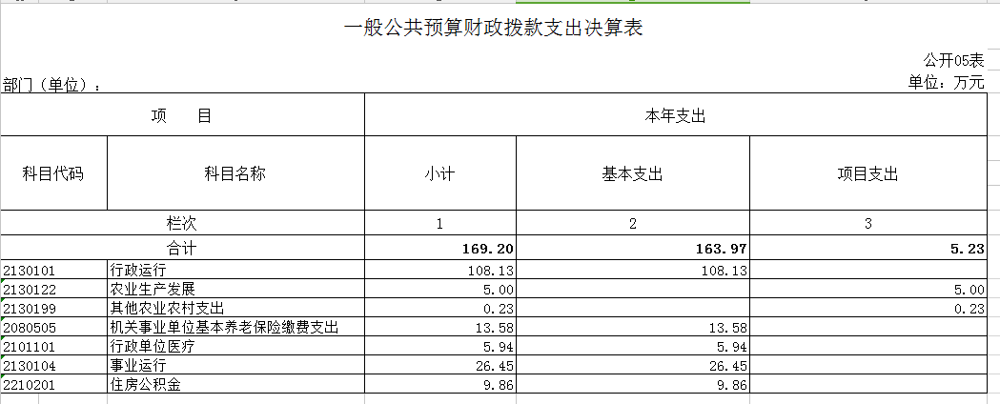 一般公共预算财政拨款支出决算表
公开05表
部门（单位）： 单位：万元
项 目 本年支出
科目代码 科目名称 小计 基本支出 项目支出
栏次 1 2 3
合计 169.20 163.97 5.23
2130101 行政运行 108.13 108.13
2130122 农业生产发展 5.00 5.00
2130199 其他农业农村支出 0.23 0.23
2080505 机关事业单位基本养老保险缴费支出 13.58 13.58
2101101 行政单位医疗 5.94 5.94
2130104 事业运行 26.45 26.45
2210201 住房公积金 9.86 9.86